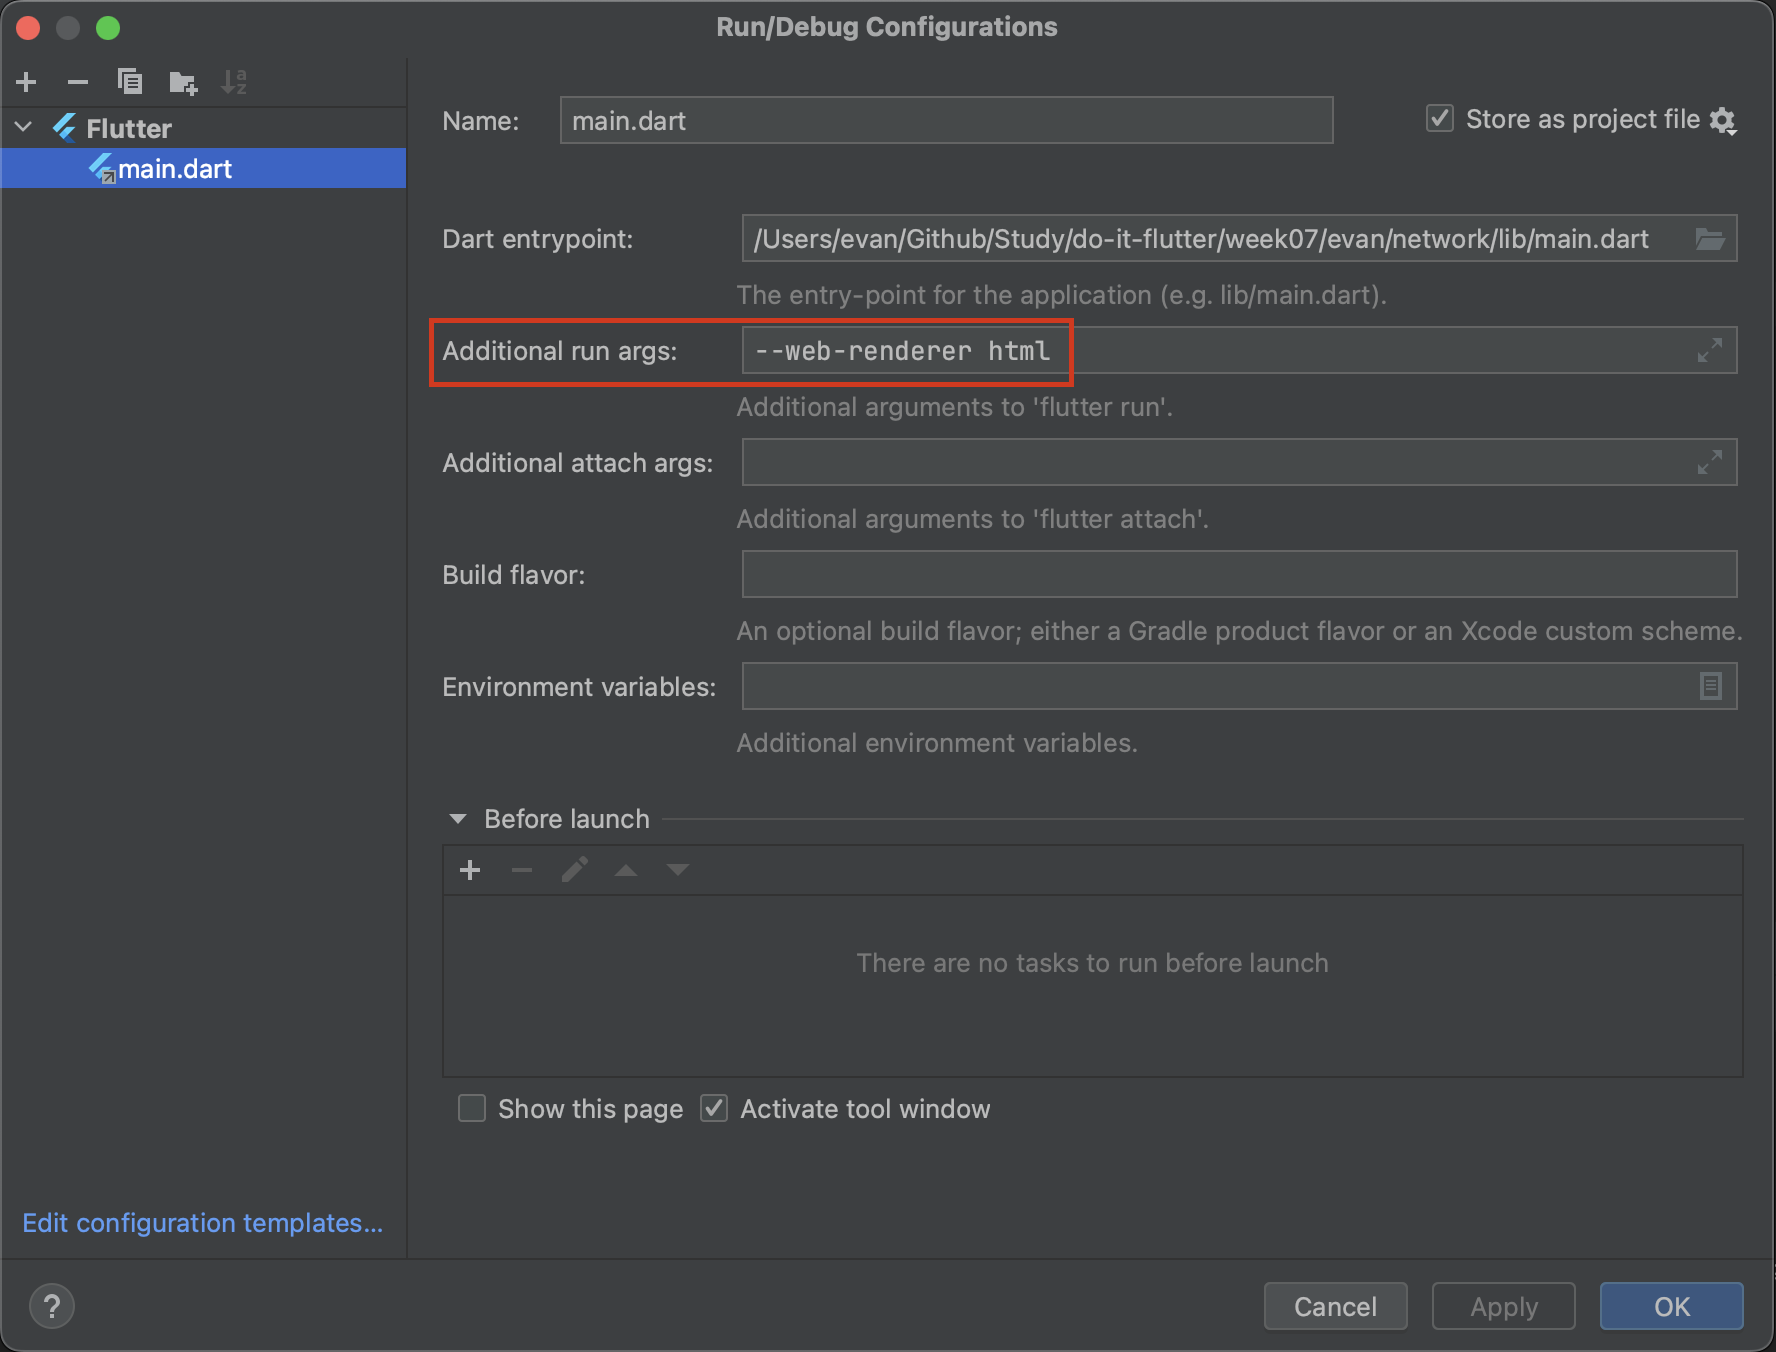 Run/Debug Configurations
Flutter
main.dart
Name: main.dart
Store as project file
Dart entrypoint: /Users/evan/Github/Study/do-it-flutter/week07/evan/network/lib/main.dart
The entry-point for the application (e.g. lib/main.dart).
Additional run args: --web-renderer html
Additional arguments to 'flutter run'.
Additional attach args:
Additional arguments to 'flutter attach'.
Build flavor:
An optional build flavor; either a Gradle product flavor or an Xcode custom scheme.
Environment variables:
Additional environment variables.
Before launch
There are no tasks to run before launch
Show this page Activate tool window
Edit configuration templates...
? Cancel Apply OK